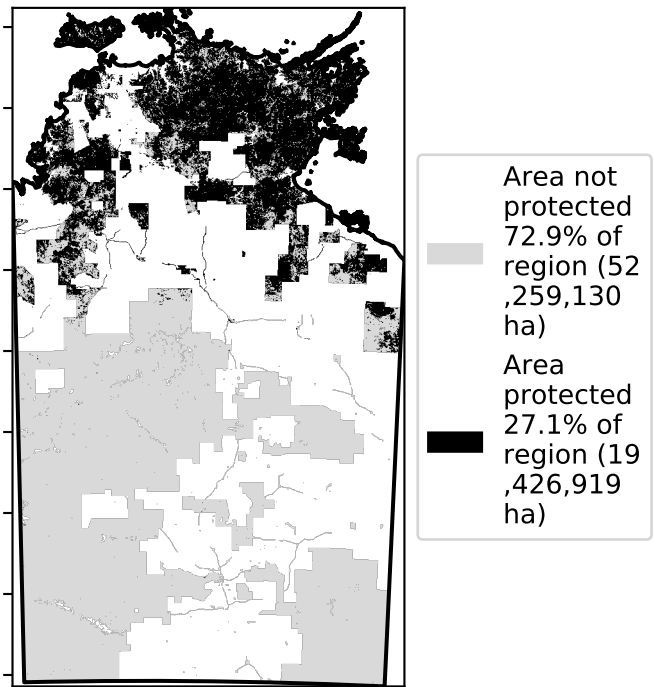 Area not
protected
72.9% of
region (52
,259,130
ha)
Area
protected
27.1% of
region (19
,426,919
ha)